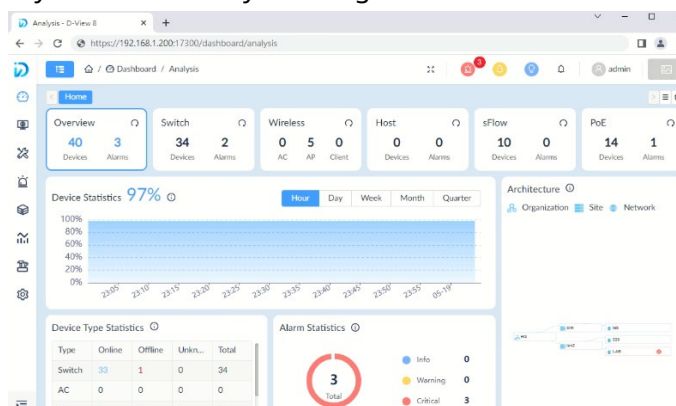 Analysis - D-View 8
https://192.168.1.200:17300/dashboard/analysis
/ Dashboard / Analysis
3
admin
Home
Overview
40 3
Devices Alarms
Switch
34 2
Devices Alarms
Wireless
0 5 0
AC AP Client
Host
0 0
Devices Alarms
sFlow
10 0
Devices Alarms
PoE
14 1
Devices Alarms
Device Statistics 97%
Hour Day Week Month Quarter
100%
80%
60%
40%
20%
0%
23:05 23:10 23:15 23:20 23:25 23:30 23:35 23:40 23:45 23:50 23:55 05-19
Architecture
Organization Site Network
Device Type Statistics
Type Online Offline Unkn... Total
Switch 33 1 0 34
AC 0 0 0 0
Alarm Statistics
3
Total
Info 0
Warning 0
Critical 3